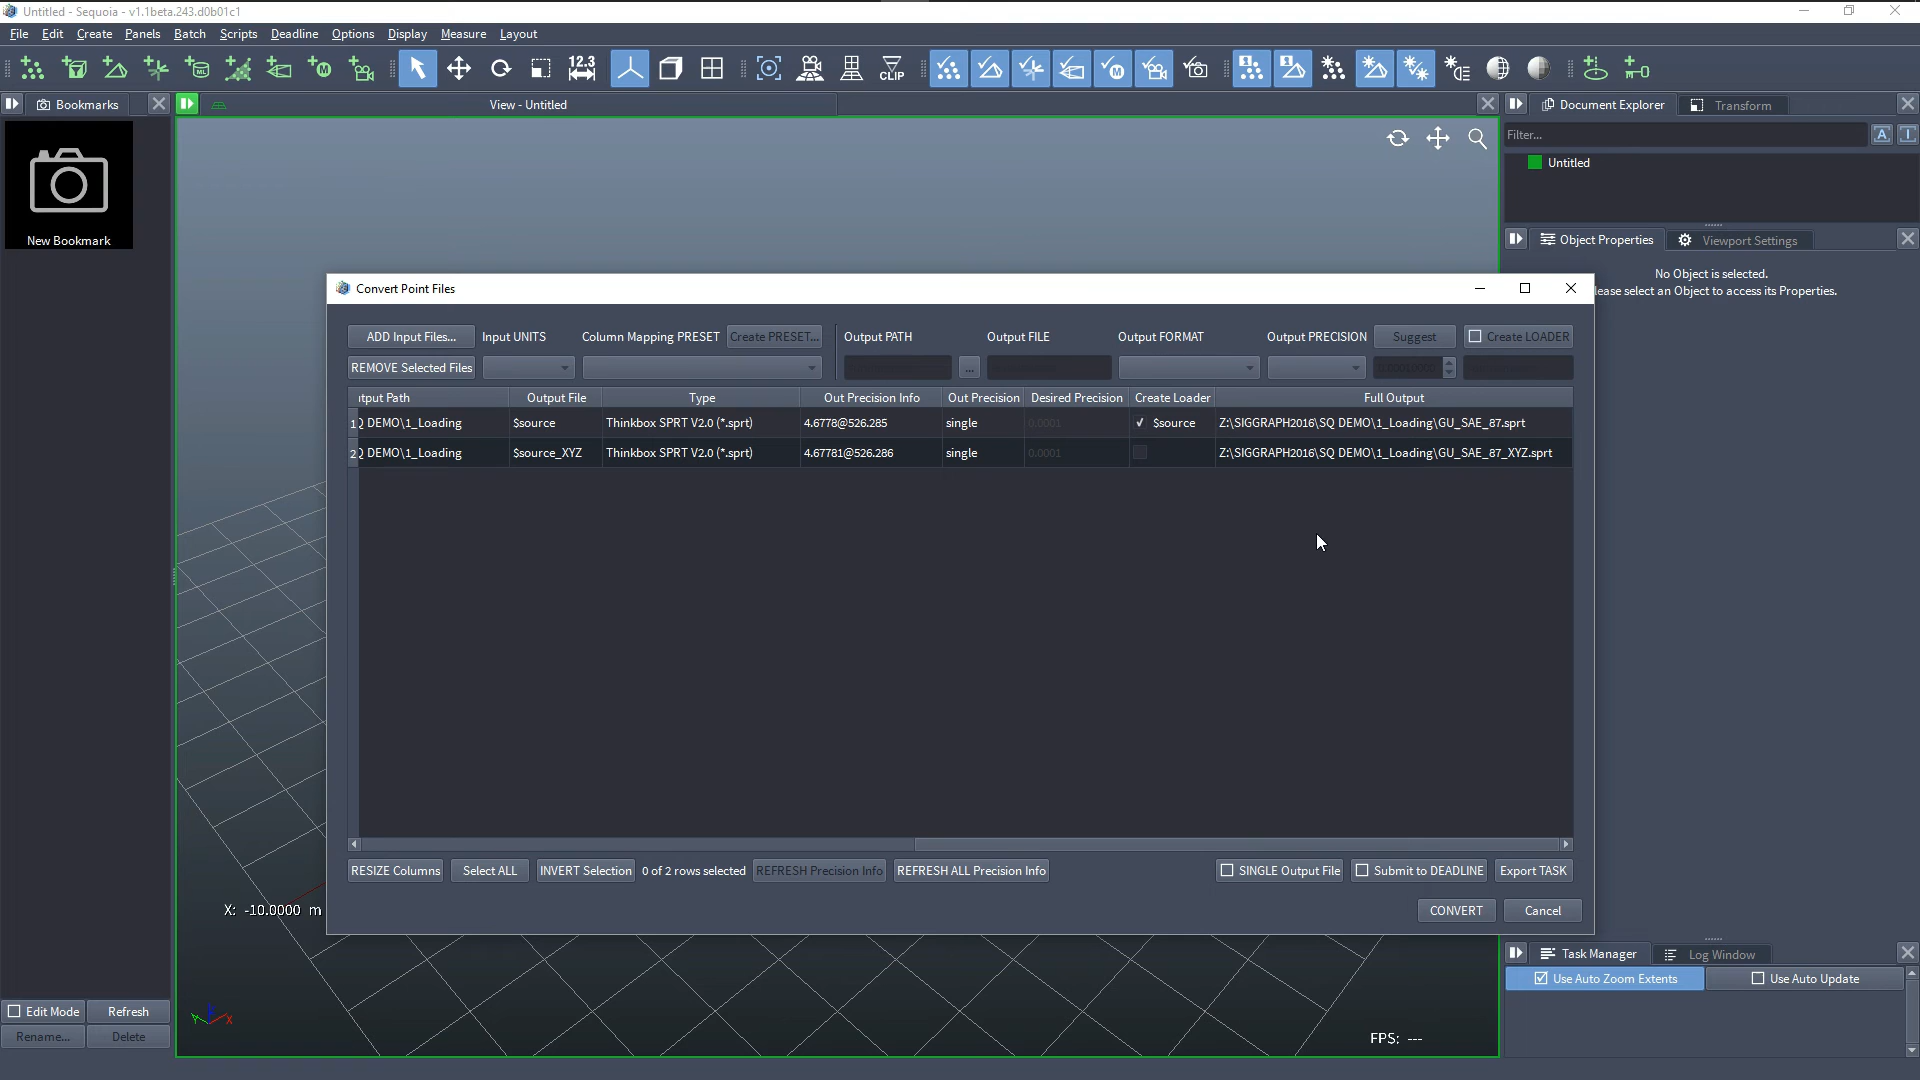 Untitled - Sequoia - v1.1beta.243.d0b01c1
File Edit Create Panels Batch Scripts Deadline Options Display Measure Layout
12.3
CLIP
Bookmarks
View - Untitled
Document Explorer
Transform
Filter...
Untitled
New Bookmark
Object Properties
Viewport Settings
No Object is selected.
lease select an Object to access its Properties.
Convert Point Files
ADD Input Files... Input UNITS Column Mapping PRESET Create PRESET... Output PATH Output FILE Output FORMAT Output PRECISION Suggest Create LOADER
REMOVE Selected Files ...
utput Path Output File Type Out Precision Info Out Precision Desired Precision Create Loader Full Output
1 Q DEMO\1_Loading $source Thinkbox SPRT V2.0 (*.sprt) 4.6778@526.285 single 0.0001 $source Z:\SIGGRAPH2016\SQ DEMO\1_Loading\GU_SAE_87.sprt
2 Q DEMO\1_Loading $source_XYZ Thinkbox SPRT V2.0 (*.sprt) 4.67781@526.286 single 0.0001 Z:\SIGGRAPH2016\SQ DEMO\1_Loading\GU_SAE_87_XYZ.sprt
RESIZE Columns Select ALL INVERT Selection 0 of 2 rows selected REFRESH Precision Info REFRESH ALL Precision Info SINGLE Output File Submit to DEADLINE Export TASK
CONVERT Cancel
X: -10.0000 m
Y X
FPS: ---
Task Manager
Log Window
Use Auto Zoom Extents
Use Auto Update
Edit Mode Refresh
Rename... Delete